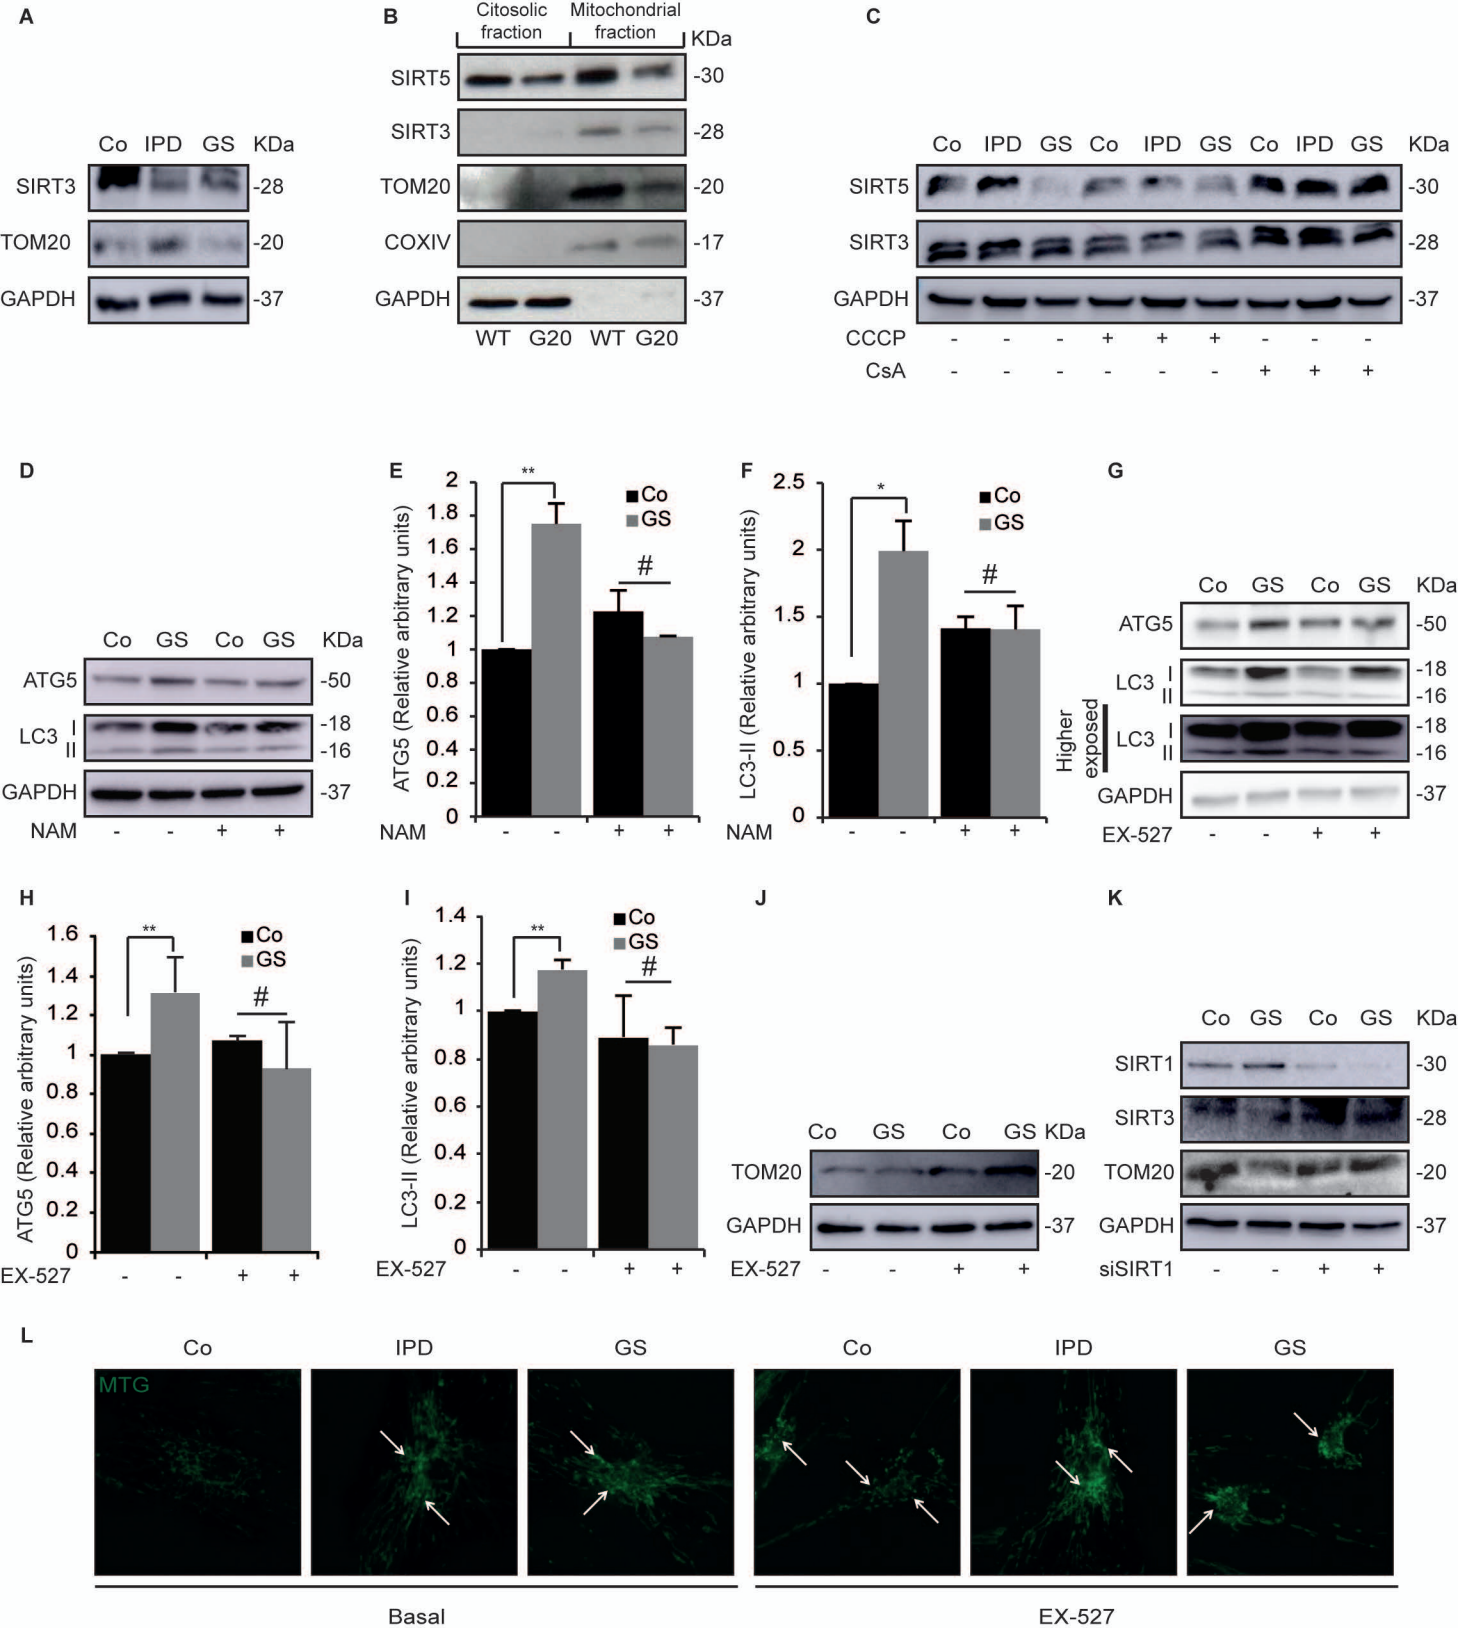 A
Co IPD GS KDa
SIRT3 -28
TOM20 -20
GAPDH -37
B
Citosolic fraction Mitochondrial fraction
KDa
SIRT5 -30
SIRT3 -28
TOM20 -20
COXIV -17
GAPDH -37
WT G20 WT G20
C
Co IPD GS Co IPD GS Co IPD GS KDa
SIRT5 -30
SIRT3 -28
GAPDH -37
CCCP - - - + + + - - -
CsA - - - - - - + + +
D
Co GS Co GS KDa
ATG5 -50
LC3 I -18
II -16
GAPDH -37
NAM - - + +
E
ATG5 (Relative arbitrary units)
2
1.8
1.6
1.4
1.2
1
0.8
0.6
0.4
0.2
0
**
Co
GS
#
NAM - - + +
F
LC3-II (Relative arbitrary units)
2.5
2
1.5
1
0.5
0
*
Co
GS
#
NAM - - + +
G
Co GS Co GS KDa
ATG5 -50
LC3 I -18
II -16
Higher exposed
LC3 I -18
II -16
GAPDH -37
EX-527 - - + +
H
ATG5 (Relative arbitrary units)
1.6
1.4
1.2
1
0.8
0.6
0.4
0.2
0
**
Co
GS
#
EX-527 - - + +
I
LC3-II (Relative arbitrary units)
1.4
1.2
1
0.8
0.6
0.4
0.2
0
**
Co
GS
#
EX-527 - - + +
J
Co GS Co GS KDa
TOM20 -20
GAPDH -37
EX-527 - - + +
K
Co GS Co GS KDa
SIRT1 -30
SIRT3 -28
TOM20 -20
GAPDH -37
siSIRT1 - - + +
L
Co IPD GS Co IPD GS
MTG
Basal EX-527